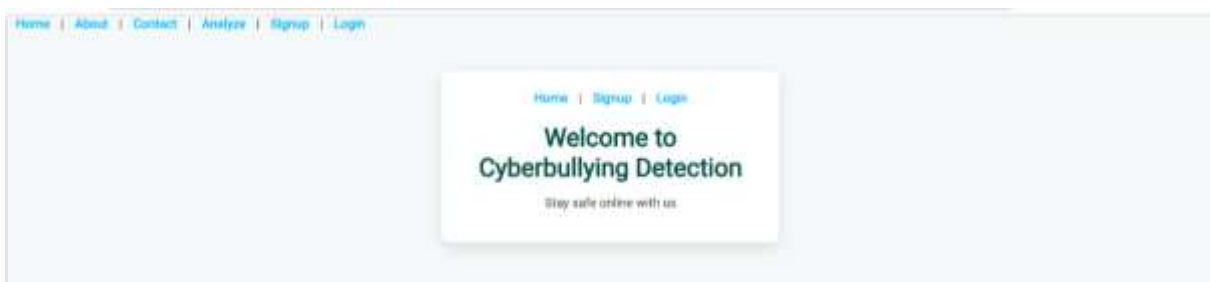 Home | About | Contact | Analyze | Signup | Login
Home | Signup | Login
Welcome to
Cyberbullying Detection
Stay safe online with us